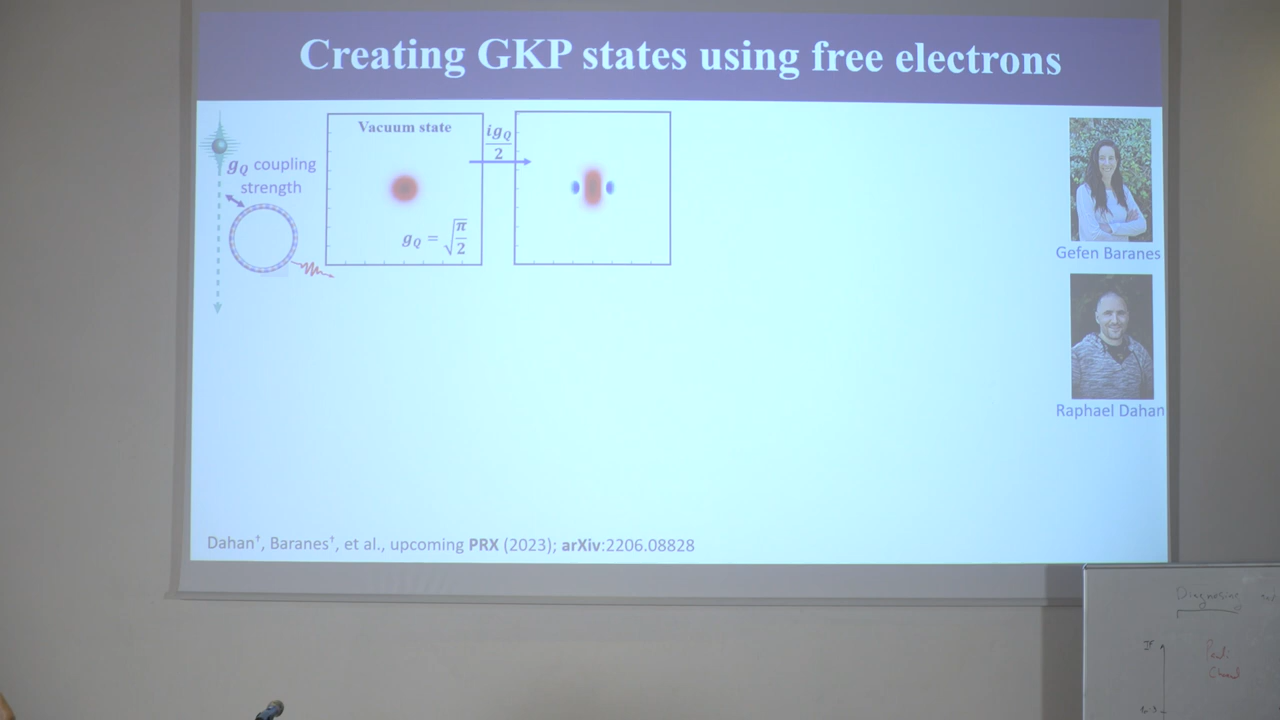 Creating GKP states using free electrons
g_Q coupling
strength
Vacuum state
g_Q = √(π/2)
ig_Q/2
Gefen Baranes
Raphael Dahan
Dahan†, Baranes†, et al., upcoming PRX (2023); arXiv:2206.08828
Diagnosing